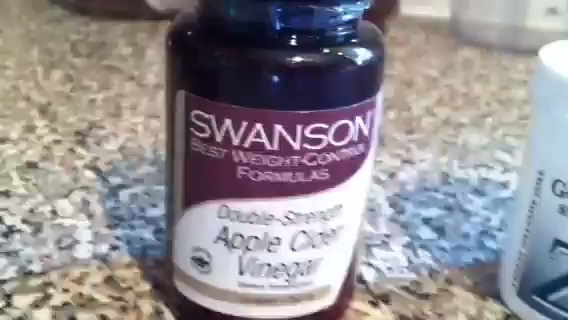 SWANSON
BEST WEIGHT-CONTROL
FORMULAS
Double-Strength
Apple Cider
Vinegar